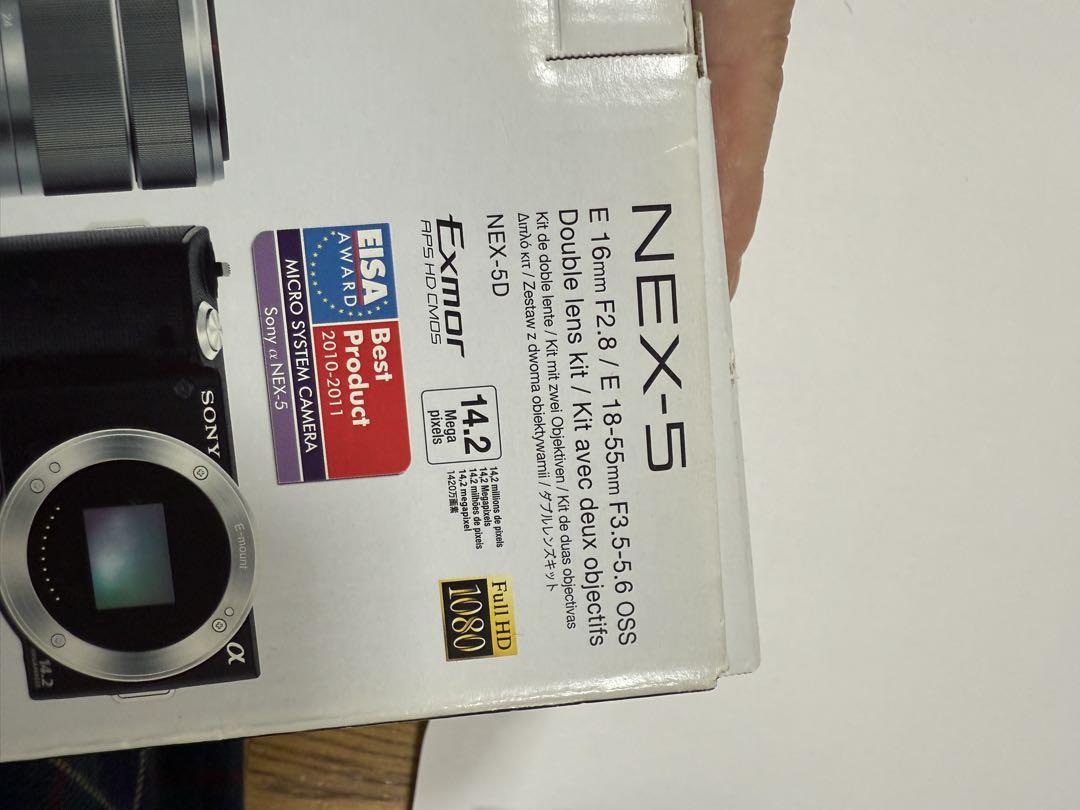 NEX-5
E 16mm F2.8 / E 18-55mm F3.5-5.6 OSS
Double lens kit / Kit avec deux objectifs
Kit de doble lente / Kit mit zwei Objektiven / Kit de duas objectivas
Διπλό κιτ / Zestaw z dwoma obiektywami / ダブルレンズキット
NEX-5D
Exmor
APS HD CMOS
14.2
Mega
pixels
14,2 millions de pixels
14,2 Megapixels
14,2 milhões de pixels
14,2 megapixel
1420万画素
Full HD
1080
EISA
AWARD
Best
Product
2010-2011
MICRO SYSTEM CAMERA
Sony α NEX-5
SONY
E-mount
α
14.2
24